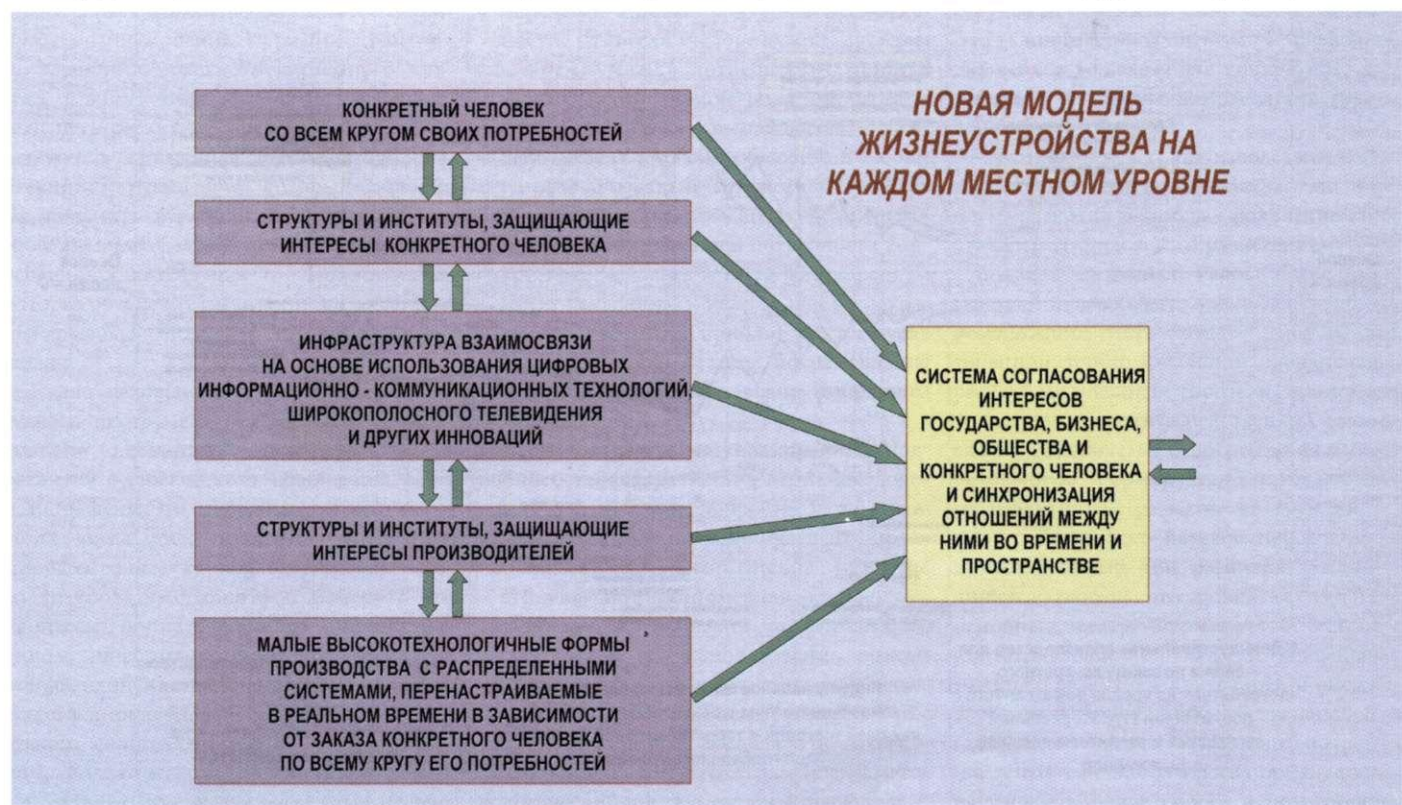 НОВАЯ МОДЕЛЬ
ЖИЗНЕУСТРОЙСТВА НА
КАЖДОМ МЕСТНОМ УРОВНЕ
КОНКРЕТНЫЙ ЧЕЛОВЕК
СО ВСЕМ КРУГОМ СВОИХ ПОТРЕБНОСТЕЙ
СТРУКТУРЫ И ИНСТИТУТЫ, ЗАЩИЩАЮЩИЕ
ИНТЕРЕСЫ КОНКРЕТНОГО ЧЕЛОВЕКА
ИНФРАСТРУКТУРА ВЗАИМОСВЯЗИ
НА ОСНОВЕ ИСПОЛЬЗОВАНИЯ ЦИФРОВЫХ
ИНФОРМАЦИОННО - КОММУНИКАЦИОННЫХ ТЕХНОЛОГИЙ,
ШИРОКОПОЛОСНОГО ТЕЛЕВИДЕНИЯ
И ДРУГИХ ИННОВАЦИЙ
СТРУКТУРЫ И ИНСТИТУТЫ, ЗАЩИЩАЮЩИЕ
ИНТЕРЕСЫ ПРОИЗВОДИТЕЛЕЙ
МАЛЫЕ ВЫСОКОТЕХНОЛОГИЧНЫЕ ФОРМЫ
ПРОИЗВОДСТВА С РАСПРЕДЕЛЕННЫМИ
СИСТЕМАМИ, ПЕРЕНАСТРАИВАЕМЫЕ
В РЕАЛЬНОМ ВРЕМЕНИ В ЗАВИСИМОСТИ
ОТ ЗАКАЗА КОНКРЕТНОГО ЧЕЛОВЕКА
ПО ВСЕМУ КРУГУ ЕГО ПОТРЕБНОСТЕЙ
СИСТЕМА СОГЛАСОВАНИЯ
ИНТЕРЕСОВ
ГОСУДАРСТВА, БИЗНЕСА,
ОБЩЕСТВА И
КОНКРЕТНОГО ЧЕЛОВЕКА
И СИНХРОНИЗАЦИЯ
ОТНОШЕНИЙ МЕЖДУ
НИМИ ВО ВРЕМЕНИ И
ПРОСТРАНСТВЕ